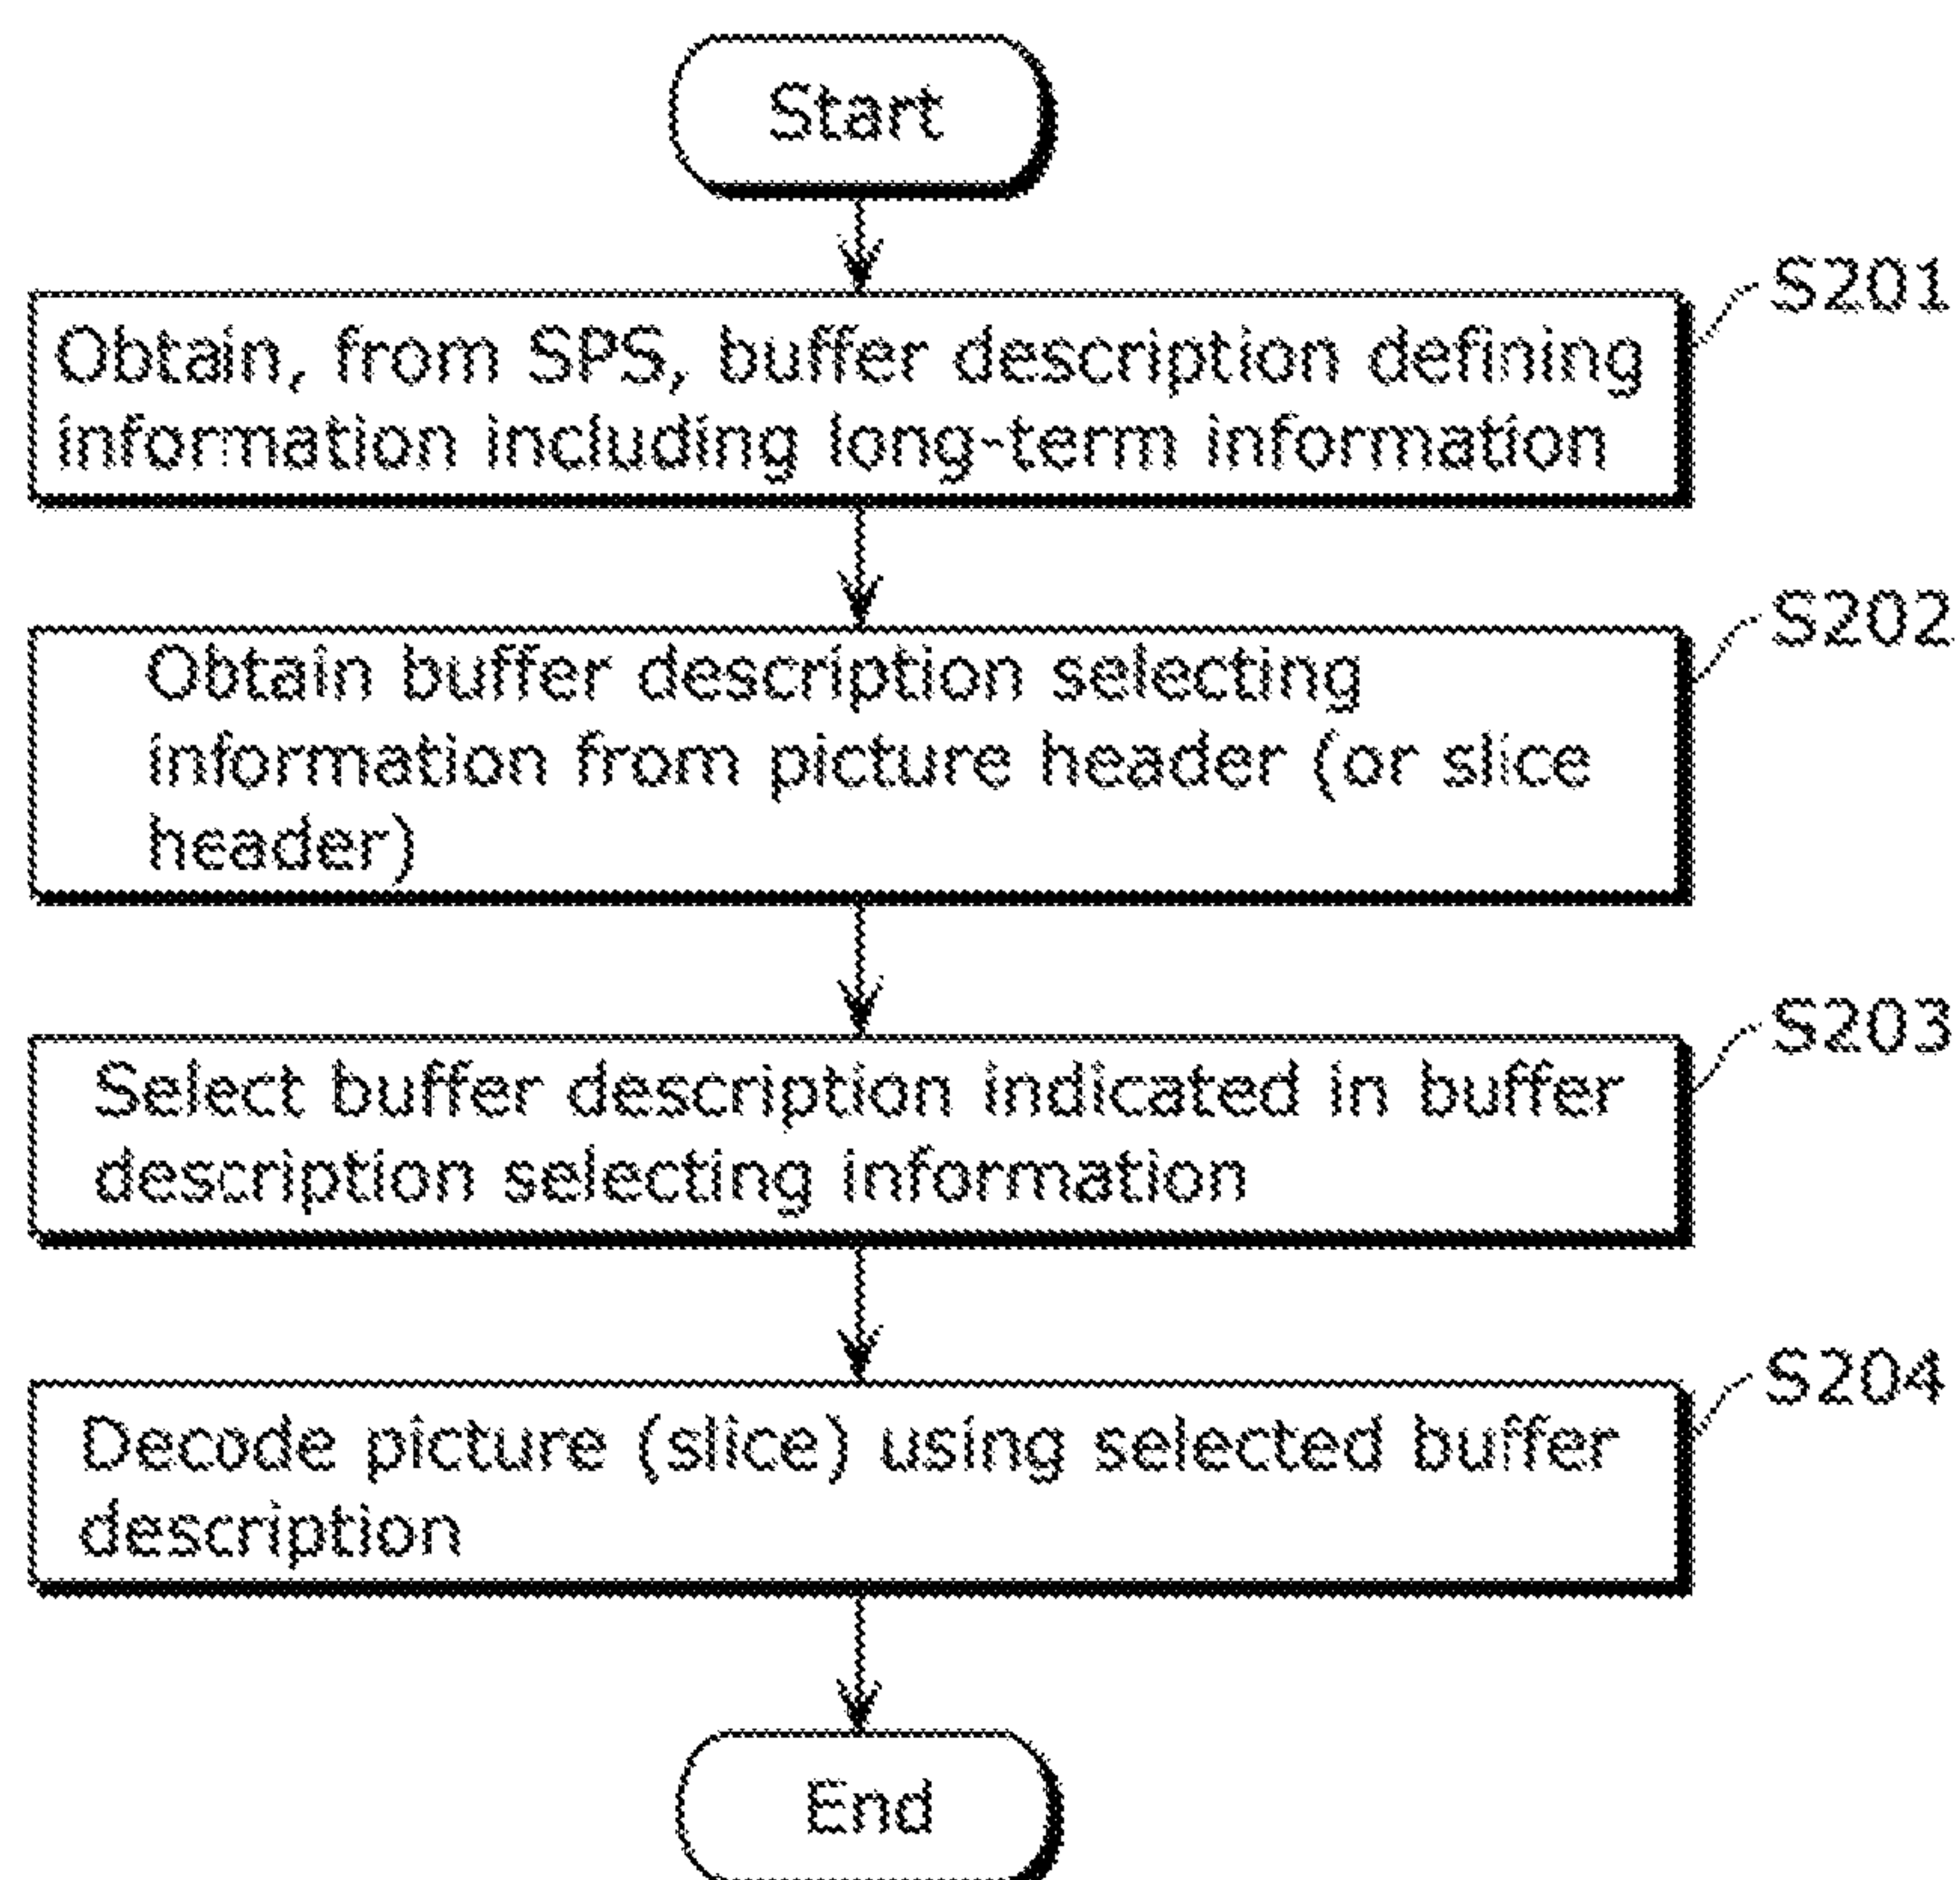 Start
S201
Obtain, from SPS, buffer description defining
information including long-term information
S202
Obtain buffer description selecting
information from picture header (or slice
header)
S203
Select buffer description indicated in buffer
description selecting information
S204
Decode picture (slice) using selected buffer
description
End